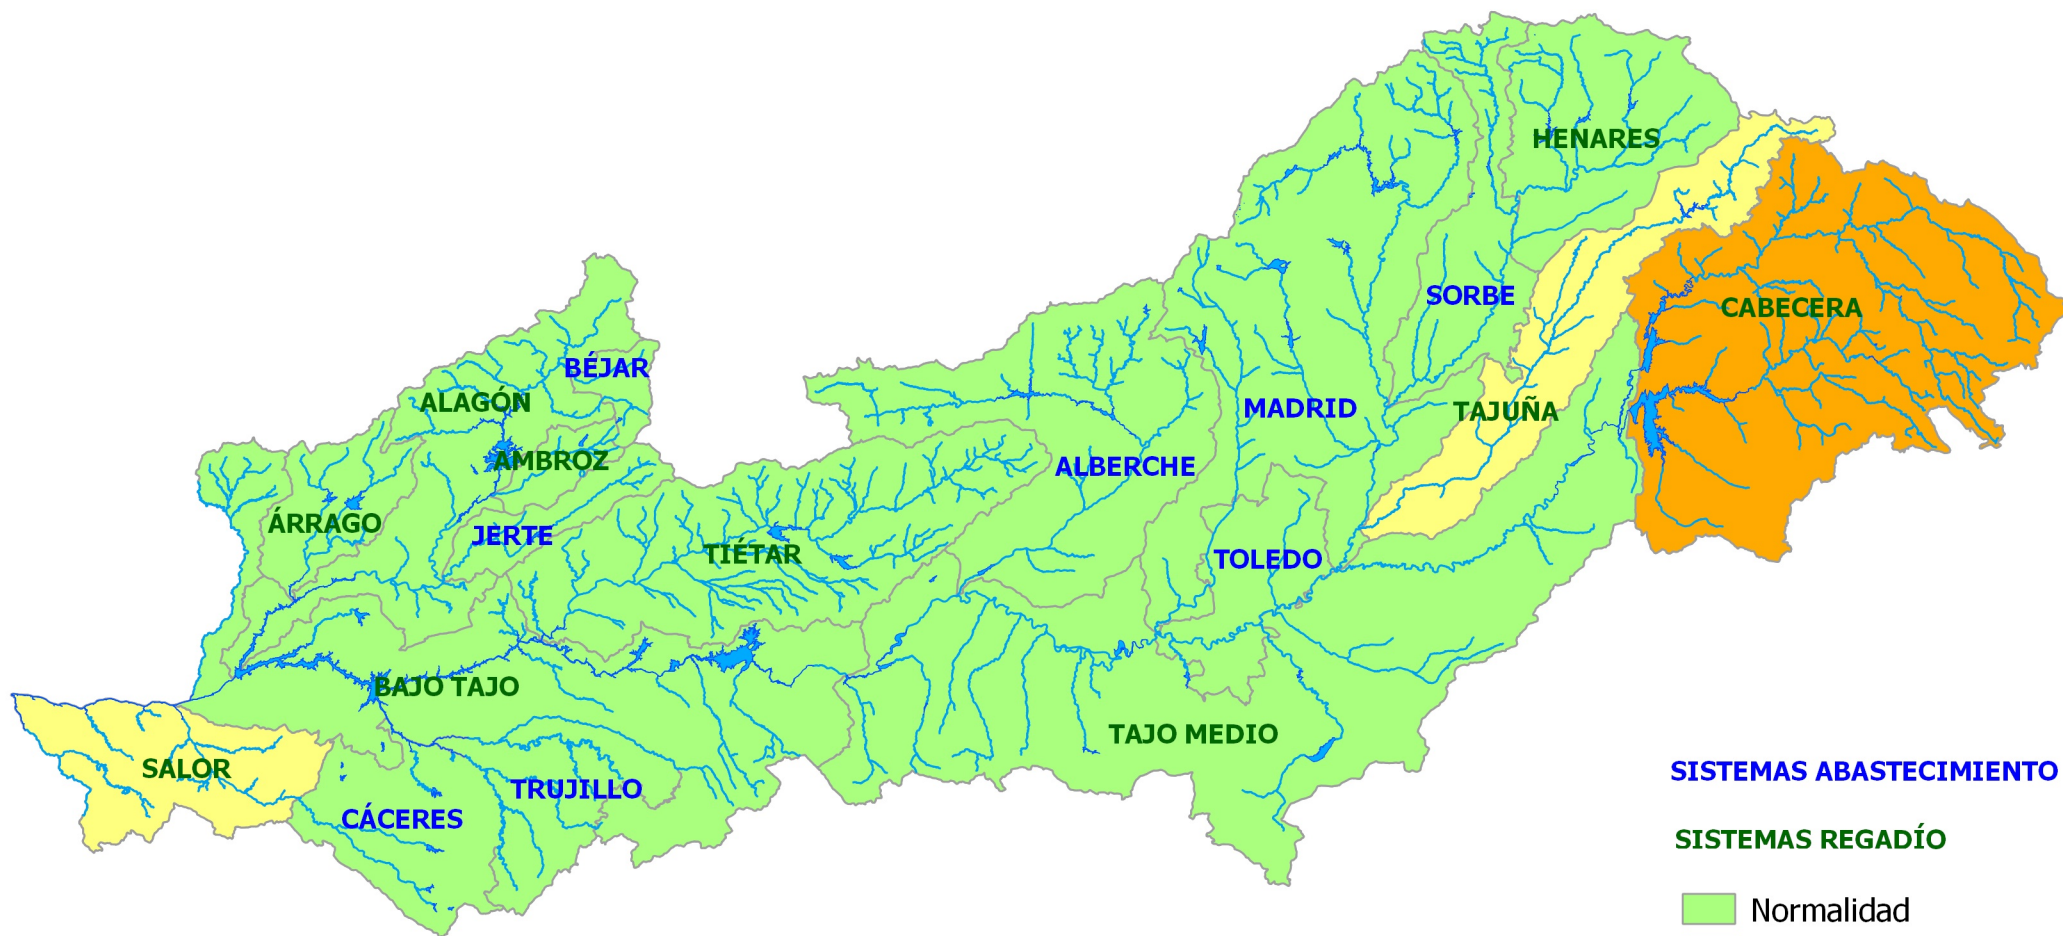 HENARES
SORBE
CABECERA
BÉJAR
ALAGÓN
MADRID
TAJUÑA
AMBROZ
ALBERCHE
ÁRRAGO
JERTE
TIÉTAR
TOLEDO
BAJO TAJO
TAJO MEDIO
SALOR
TRUJILLO
CÁCERES
SISTEMAS ABASTECIMIENTO
SISTEMAS REGADÍO
Normalidad